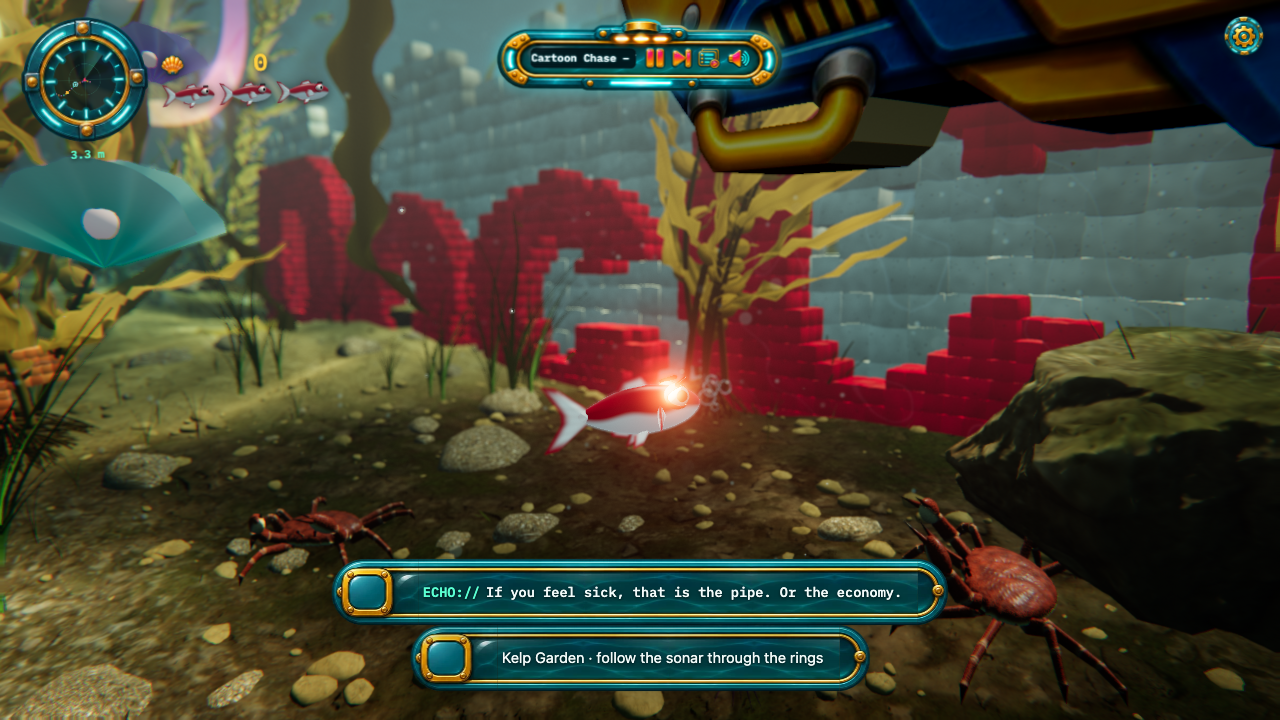 Cartoon Chase –
0
3.3 m
ECHO:// If you feel sick, that is the pipe. Or the economy.
Kelp Garden · follow the sonar through the rings